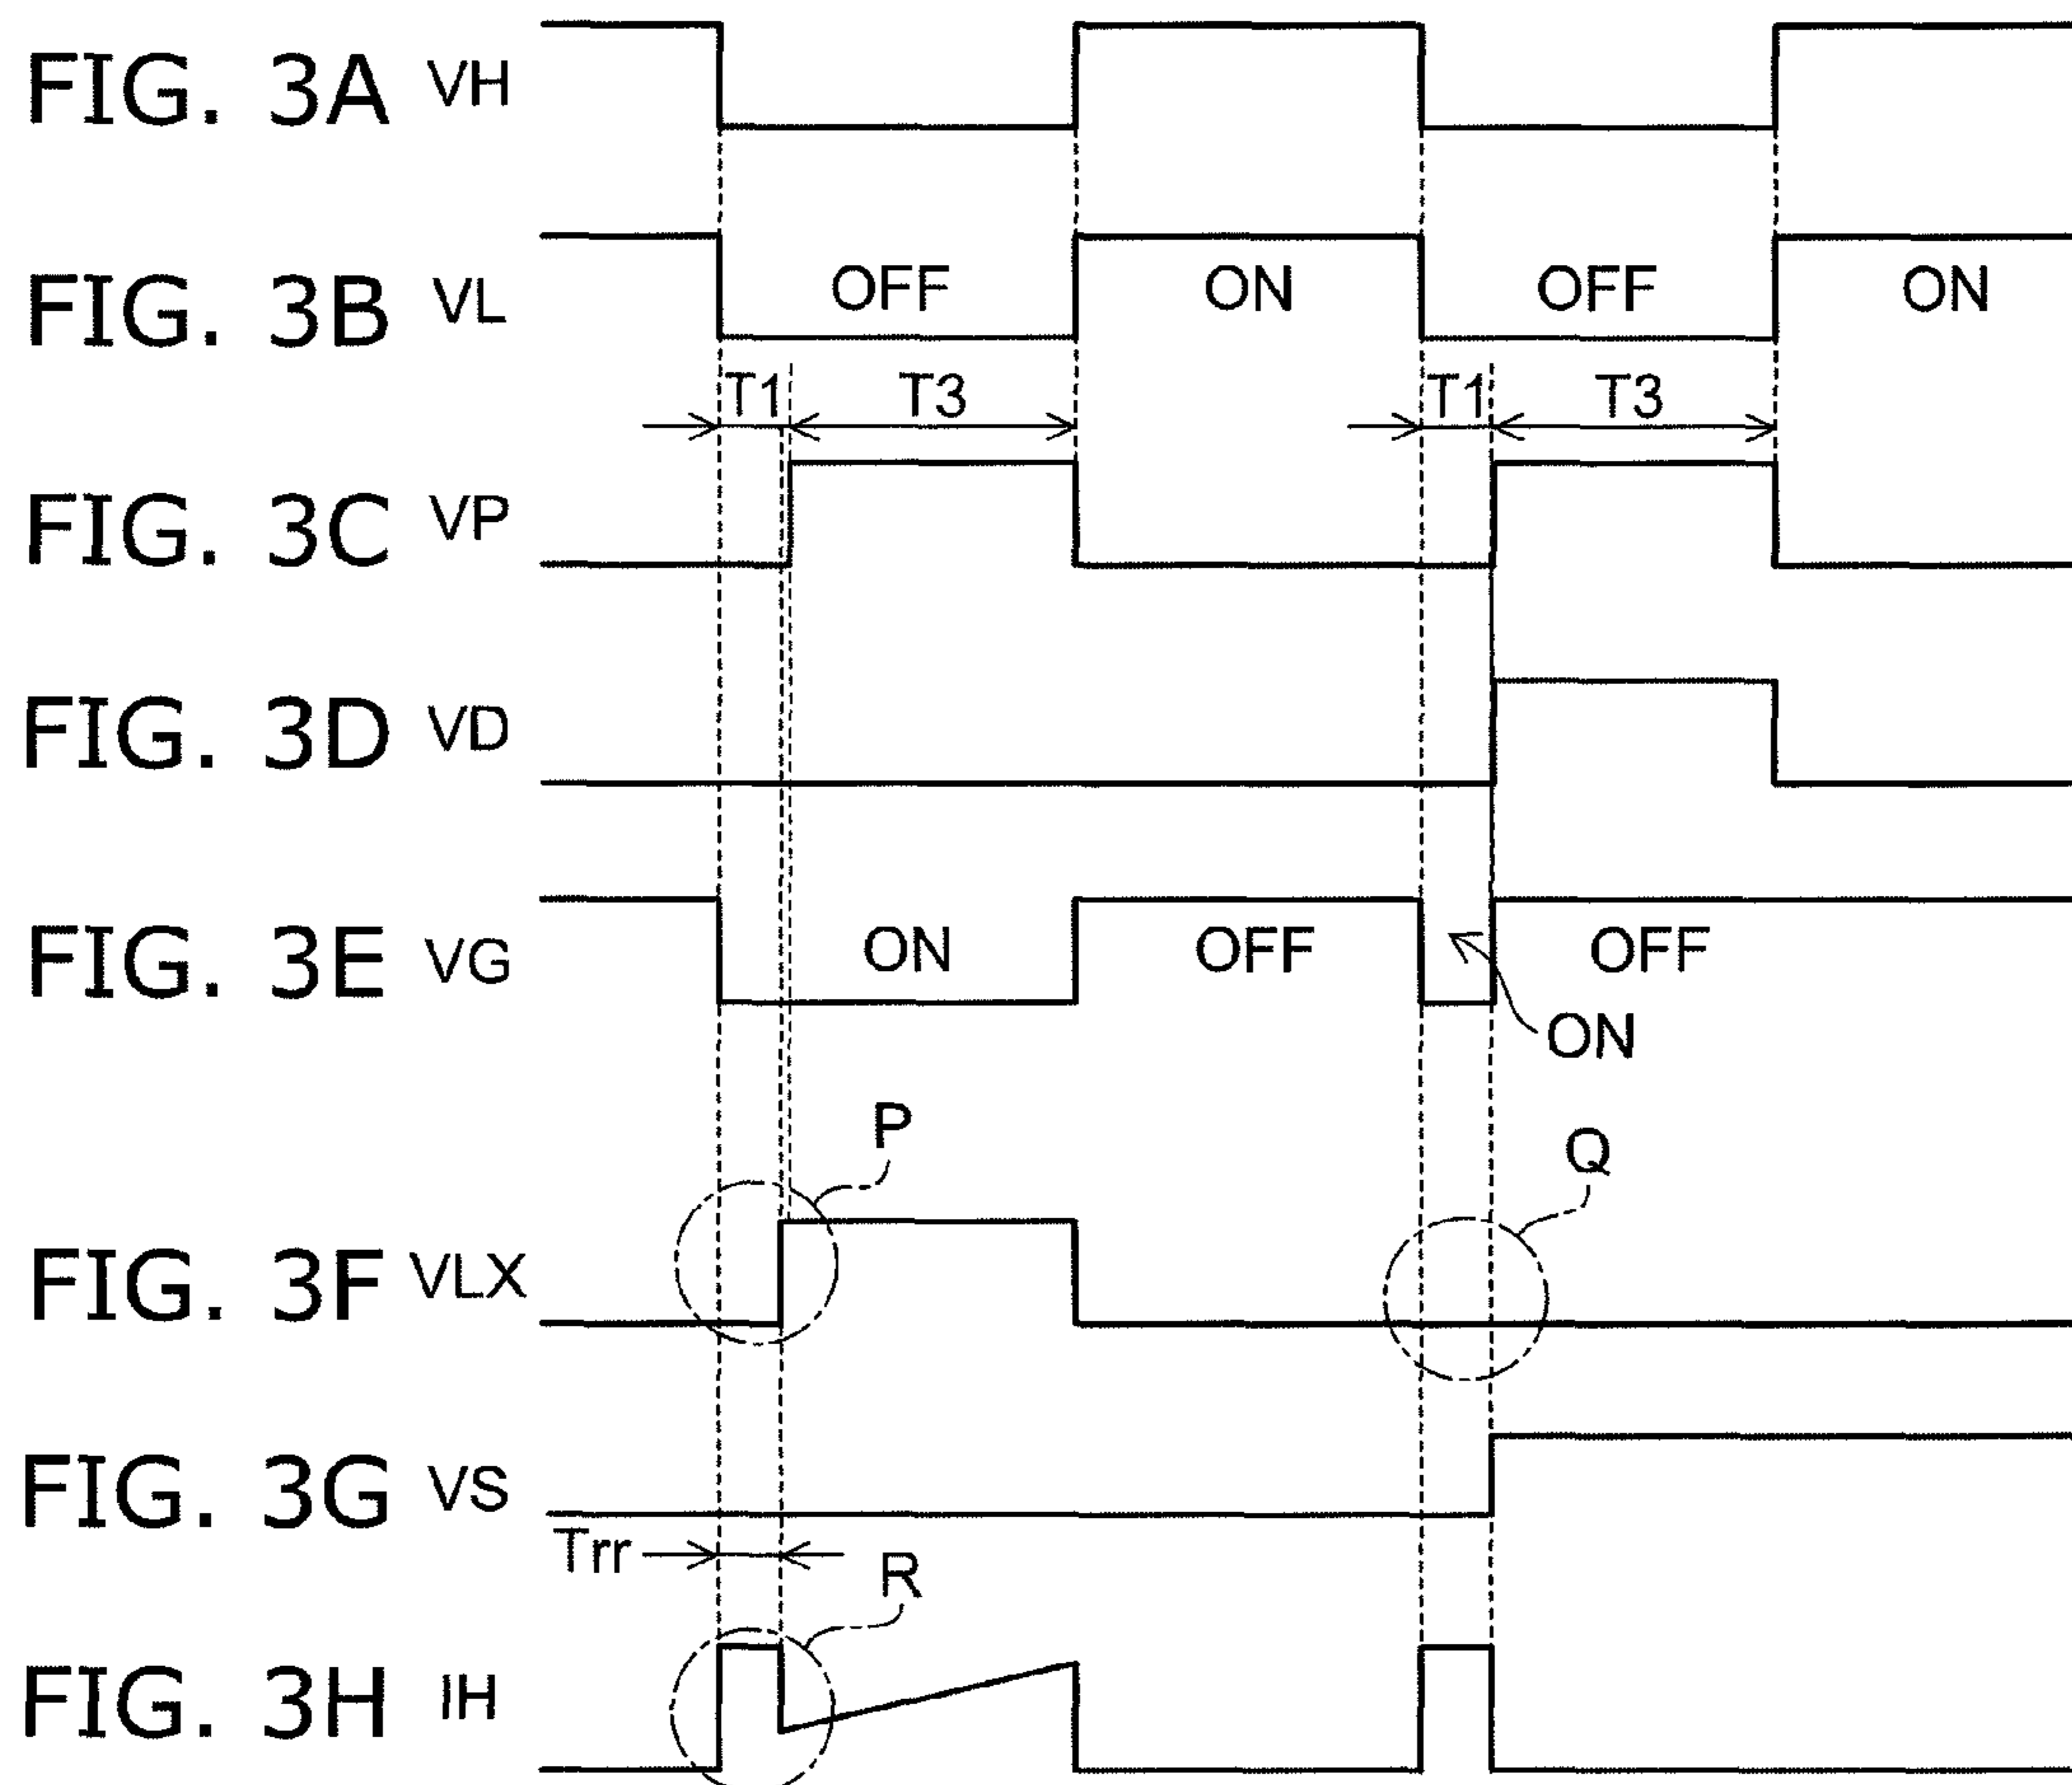 FIG. 3A VH
FIG. 3B VL OFF ON OFF ON
T1 T3 T1 T3
FIG. 3C VP
FIG. 3D VD
FIG. 3E VG ON OFF OFF
ON
P
Q
FIG. 3F VLX
FIG. 3G VS
Trr
R
FIG. 3H IH